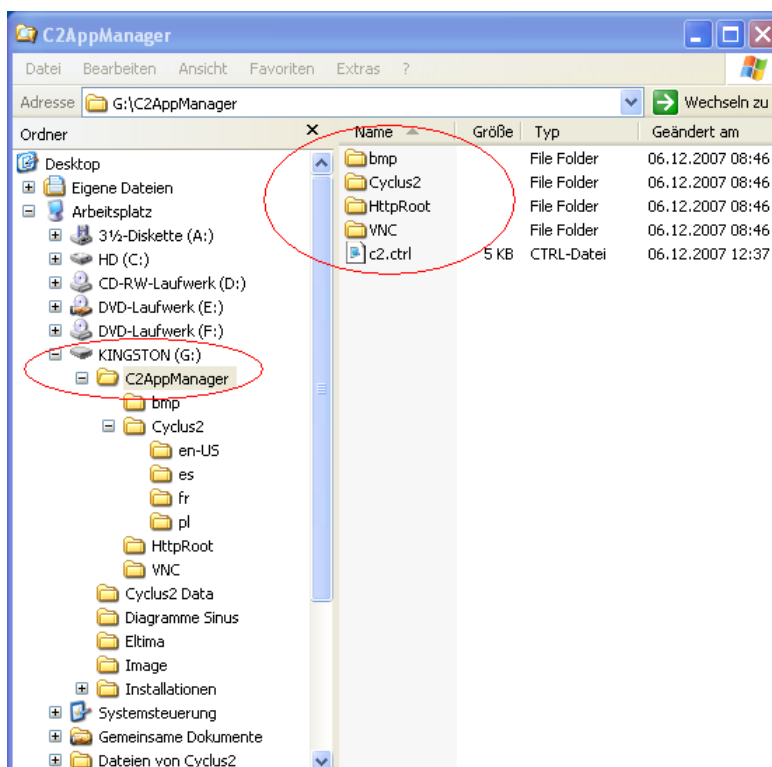 C2AppManager
Datei Bearbeiten Ansicht Favoriten Extras ?
Adresse G:\C2AppManager Wechseln zu
Ordner x
Desktop
Eigene Dateien
Arbeitsplatz
3½-Diskette (A:)
HD (C:)
CD-RW-Laufwerk (D:)
DVD-Laufwerk (E:)
DVD-Laufwerk (F:)
KINGSTON (G:)
C2AppManager
bmp
Cyclus2
en-US
es
fr
pl
HttpRoot
VNC
Cyclus2 Data
Diagramme Sinus
Eltima
Image
Installationen
Systemsteuerung
Gemeinsame Dokumente
Dateien von Cyclus2
Name Größe Typ Geändert am
bmp File Folder 06.12.2007 08:46
Cyclus2 File Folder 06.12.2007 08:46
HttpRoot File Folder 06.12.2007 08:46
VNC File Folder 06.12.2007 08:46
c2.ctrl 5 KB CTRL-Datei 06.12.2007 12:37